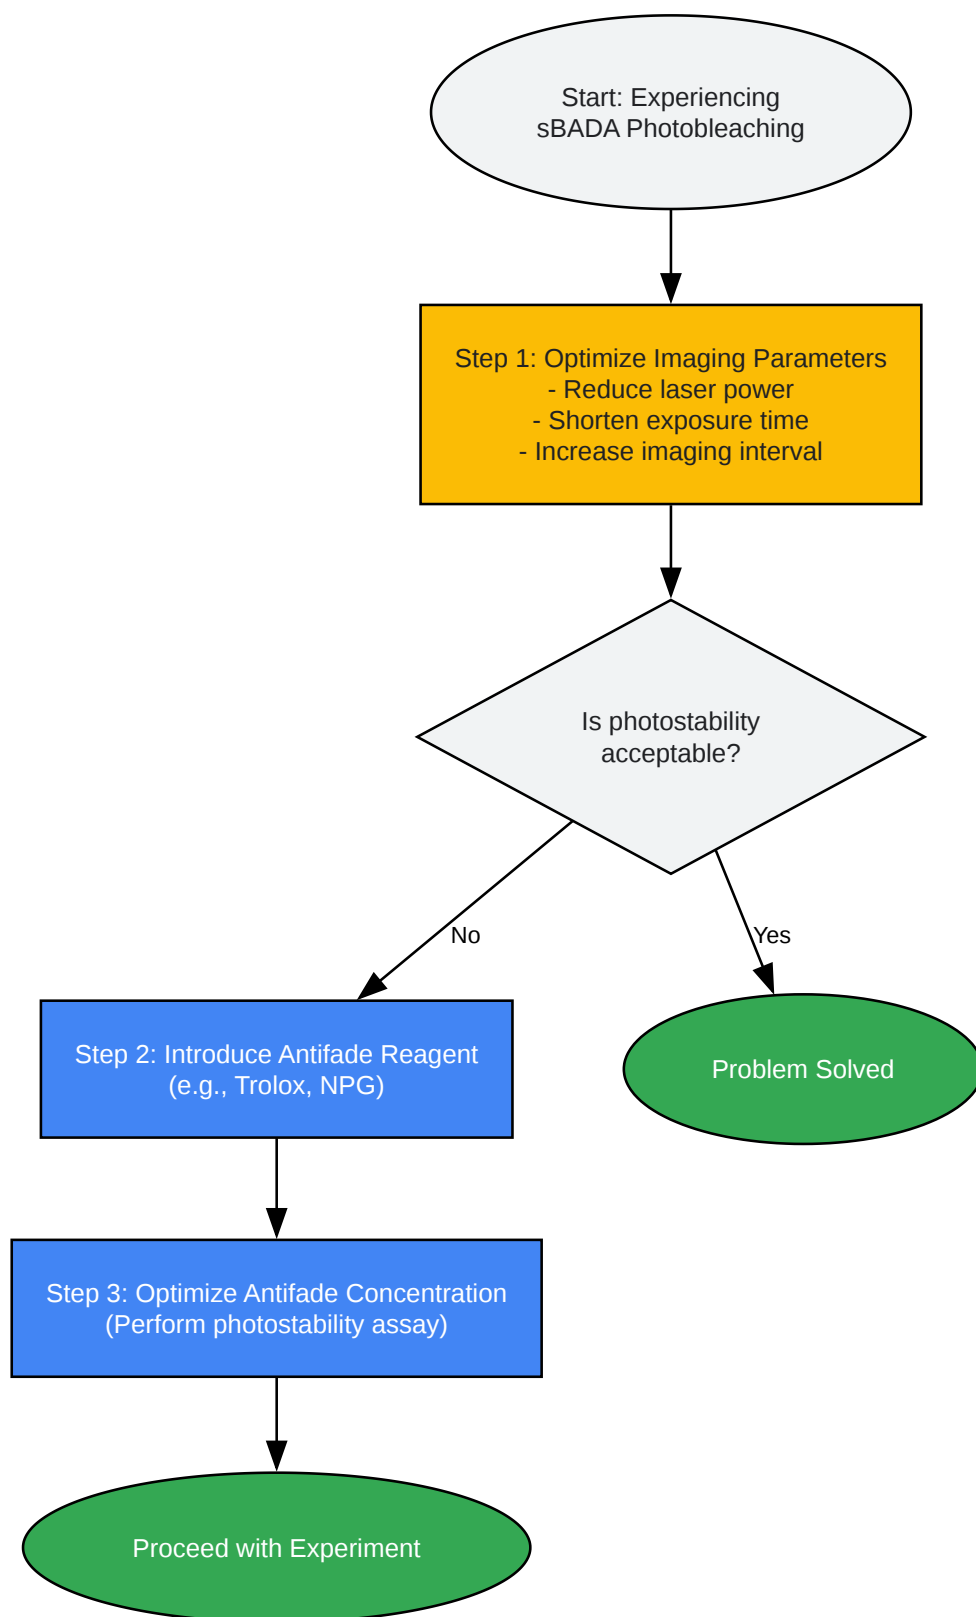 Start: Experiencing
sBADA Photobleaching
Step 1: Optimize Imaging Parameters
- Reduce laser power
- Shorten exposure time
- Increase imaging interval
Is photostability
acceptable?
No
Yes
Step 2: Introduce Antifade Reagent
(e.g., Trolox, NPG)
Problem Solved
Step 3: Optimize Antifade Concentration
(Perform photostability assay)
Proceed with Experiment